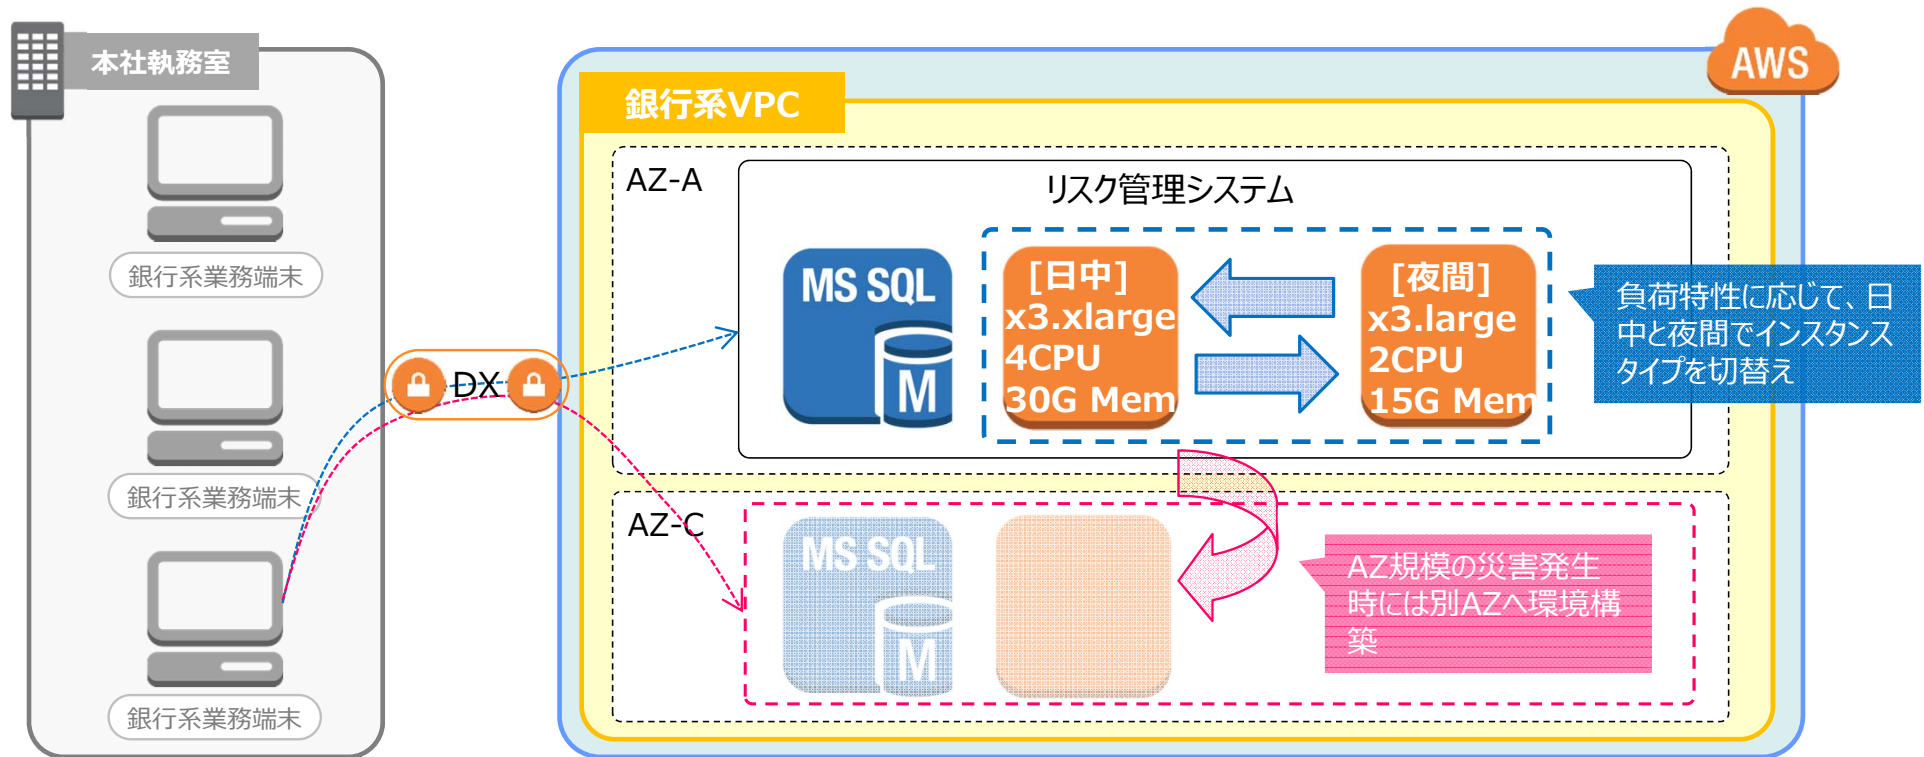 本社執務室
銀行系業務端末
銀行系業務端末
銀行系業務端末
DX
AWS
銀行系VPC
AZ-A
リスク管理システム
MS SQL
M
[日中]
x3.xlarge
4CPU
30G Mem
[夜間]
x3.large
2CPU
15G Mem
負荷特性に応じて、日
中と夜間でインスタンス
タイプを切替え
AZ-C
MS SQL
M
AZ規模の災害発生
時には別AZへ環境構
築